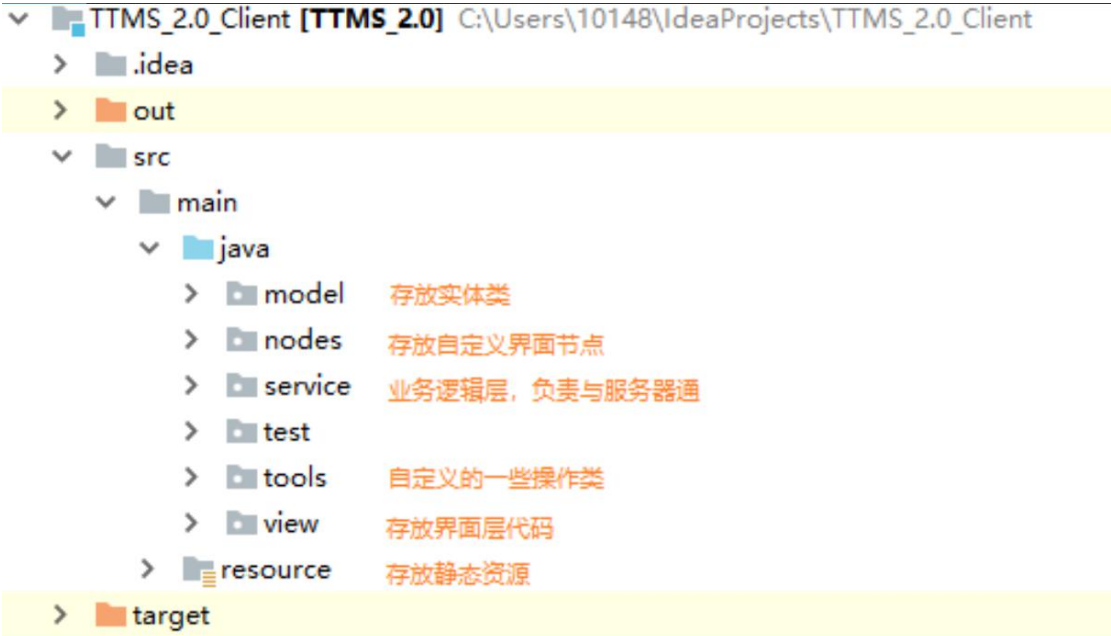 TTMS_2.0_Client [TTMS_2.0] C:\Users\10148\IdeaProjects\TTMS_2.0_Client
.idea
out
src
main
java
model 存放实体类
nodes 存放自定义界面节点
service 业务逻辑层，负责与服务器通
test
tools 自定义的一些操作类
view 存放界面层代码
resource 存放静态资源
target